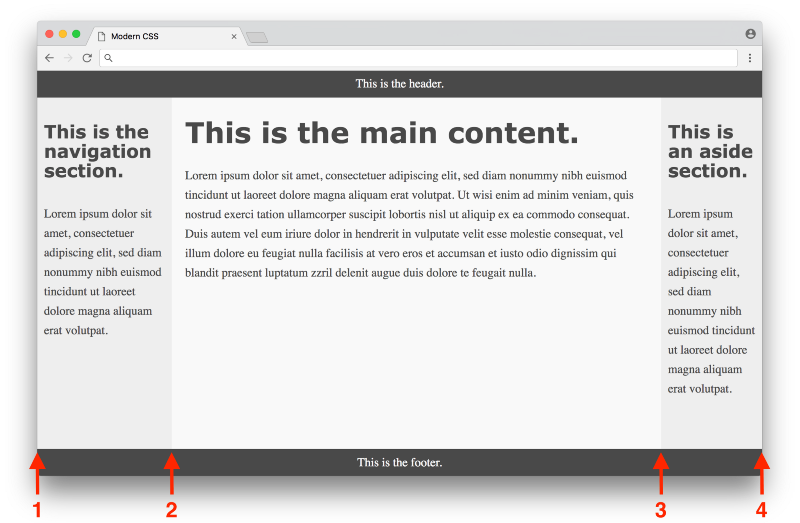 Modern CSS
This is the header.
This is the
navigation
section.
Lorem ipsum dolor sit
amet, consectetuer
adipiscing elit, sed diam
nonummy nibh euismod
tincidunt ut laoreet
dolore magna aliquam
erat volutpat.
This is the main content.
Lorem ipsum dolor sit amet, consectetuer adipiscing elit, sed diam nonummy nibh euismod
tincidunt ut laoreet dolore magna aliquam erat volutpat. Ut wisi enim ad minim veniam, quis
nostrud exerci tation ullamcorper suscipit lobortis nisl ut aliquip ex ea commodo consequat.
Duis autem vel eum iriure dolor in hendrerit in vulputate velit esse molestie consequat, vel
illum dolore eu feugiat nulla facilisis at vero eros et accumsan et iusto odio dignissim qui
blandit praesent luptatum zzril delenit augue duis dolore te feugait nulla.
This is
an aside
section.
Lorem ipsum
dolor sit amet,
consectetuer
adipiscing elit,
sed diam
nonummy nibh
euismod tincidunt
ut laoreet dolore
magna aliquam
erat volutpat.
This is the footer.
1 2 3 4